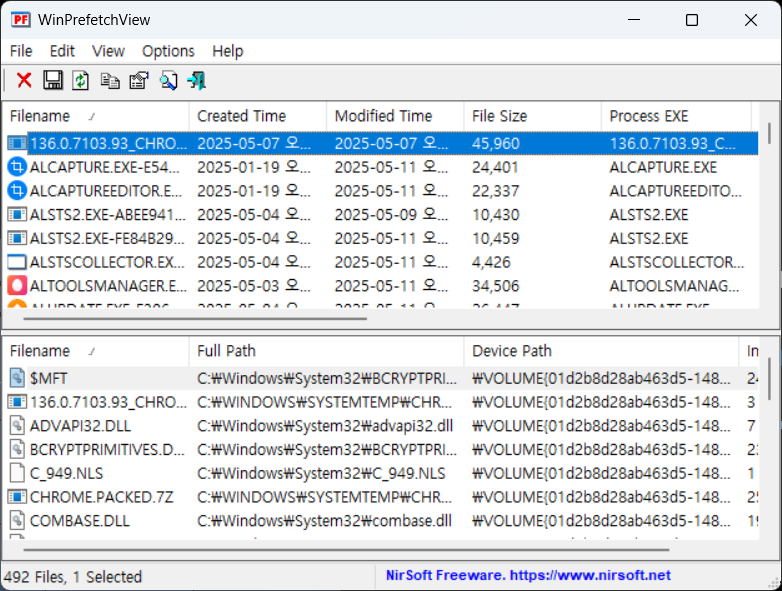 PF WinPrefetchView
File Edit View Options Help
Filename Created Time Modified Time File Size Process EXE
136.0.7103.93_CHRO... 2025-05-07 오... 2025-05-07 오... 45,960 136.0.7103.93_C...
ALCAPTURE.EXE-E54... 2025-01-19 오... 2025-05-11 오... 24,401 ALCAPTURE.EXE
ALCAPTUREEDITOR.E... 2025-01-19 오... 2025-05-11 오... 22,337 ALCAPTUREEDITO...
ALSTS2.EXE-ABEE941... 2025-05-04 오... 2025-05-09 오... 10,430 ALSTS2.EXE
ALSTS2.EXE-FE84B29... 2025-05-04 오... 2025-05-11 오... 10,459 ALSTS2.EXE
ALSTSCOLLECTOR.EX... 2025-05-04 오... 2025-05-11 오... 4,426 ALSTSCOLLECTOR...
ALTOOLSMANAGER.E... 2025-05-03 오... 2025-05-11 오... 34,506 ALTOOLSMANAG...
Filename Full Path Device Path In
$MFT C:₩Windows₩System32₩BCRYPTPRI... ₩VOLUME{01d2b8d28ab463d5-148... 24
136.0.7103.93_CHRO... C:₩WINDOWS₩SYSTEMTEMP₩CHR... ₩VOLUME{01d2b8d28ab463d5-148... 3
ADVAPI32.DLL C:₩Windows₩System32₩advapi32.dll ₩VOLUME{01d2b8d28ab463d5-148... 7
BCRYPTPRIMITIVES.D... C:₩Windows₩System32₩BCRYPTPRI... ₩VOLUME{01d2b8d28ab463d5-148...
C_949.NLS C:₩Windows₩System32₩C_949.NLS ₩VOLUME{01d2b8d28ab463d5-148... 1
CHROME.PACKED.7Z C:₩WINDOWS₩SYSTEMTEMP₩CHR... ₩VOLUME{01d2b8d28ab463d5-148...
COMBASE.DLL C:₩Windows₩System32₩combase.dll ₩VOLUME{01d2b8d28ab463d5-148...
492 Files, 1 Selected NirSoft Freeware. https://www.nirsoft.net